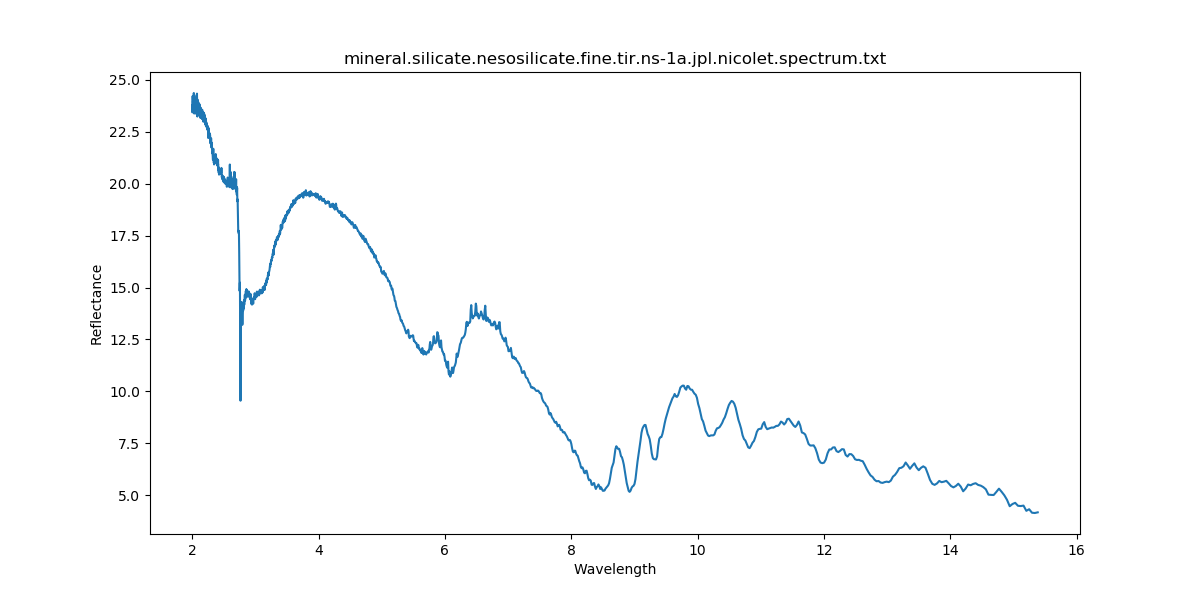 mineral.silicate.nesosilicate.fine.tir.ns-1a.jpl.nicolet.spectrum.txt
25.0
22.5
20.0
17.5
15.0
12.5
10.0
7.5
5.0
Reflectance
2 4 6 8 10 12 14 16
Wavelength